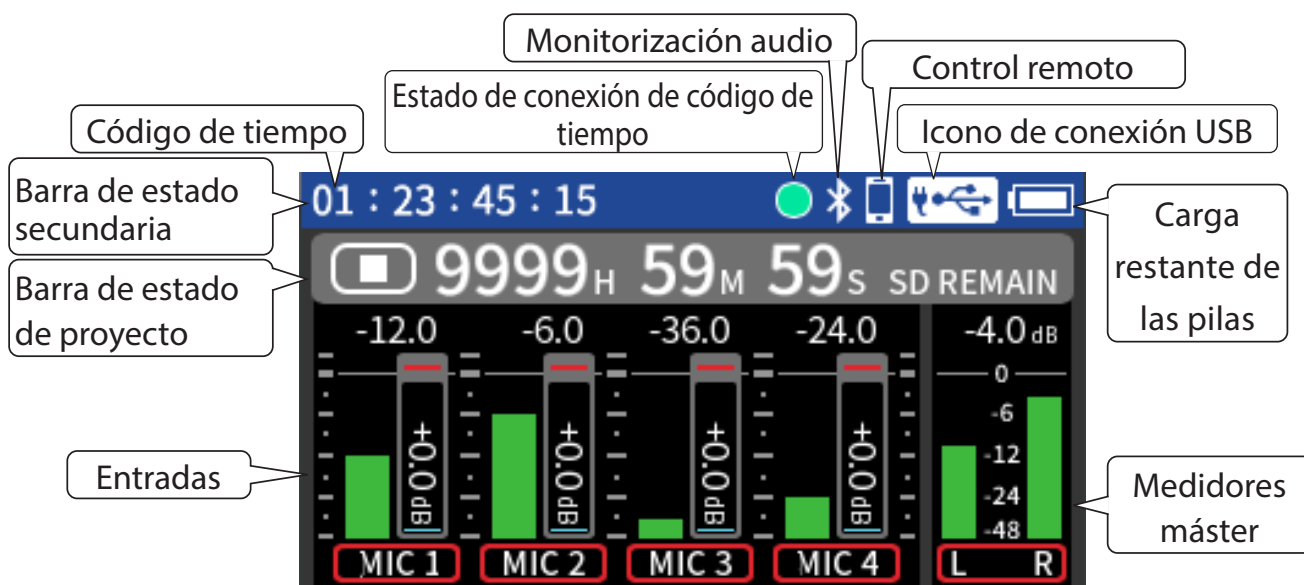 Monitorización audio
Control remoto
Estado de conexión de código de
tiempo
Código de tiempo
Icono de conexión USB
Barra de estado
secundaria
01 : 23 : 45 : 15
Carga
restante de
las pilas
Barra de estado
de proyecto
9999H 59M 59S SD REMAIN
-12.0 -6.0 -36.0 -24.0 -4.0 dB
0
-6
-12
-24
-48
+0.0dB +0.0dB +0.0dB +0.0dB
Entradas
Medidores
máster
MIC 1 MIC 2 MIC 3 MIC 4 L R